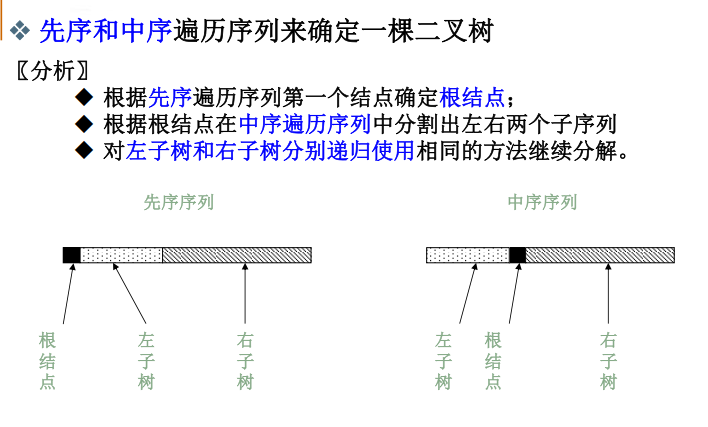 ❖ 先序和中序遍历序列来确定一棵二叉树
〖分析〗
◆ 根据先序遍历序列第一个结点确定根结点；
◆ 根据根结点在中序遍历序列中分割出左右两个子序列
◆ 对左子树和右子树分别递归使用相同的方法继续分解。
先序序列
中序序列
根结点
左子树
右子树
左子树
根结点
右子树